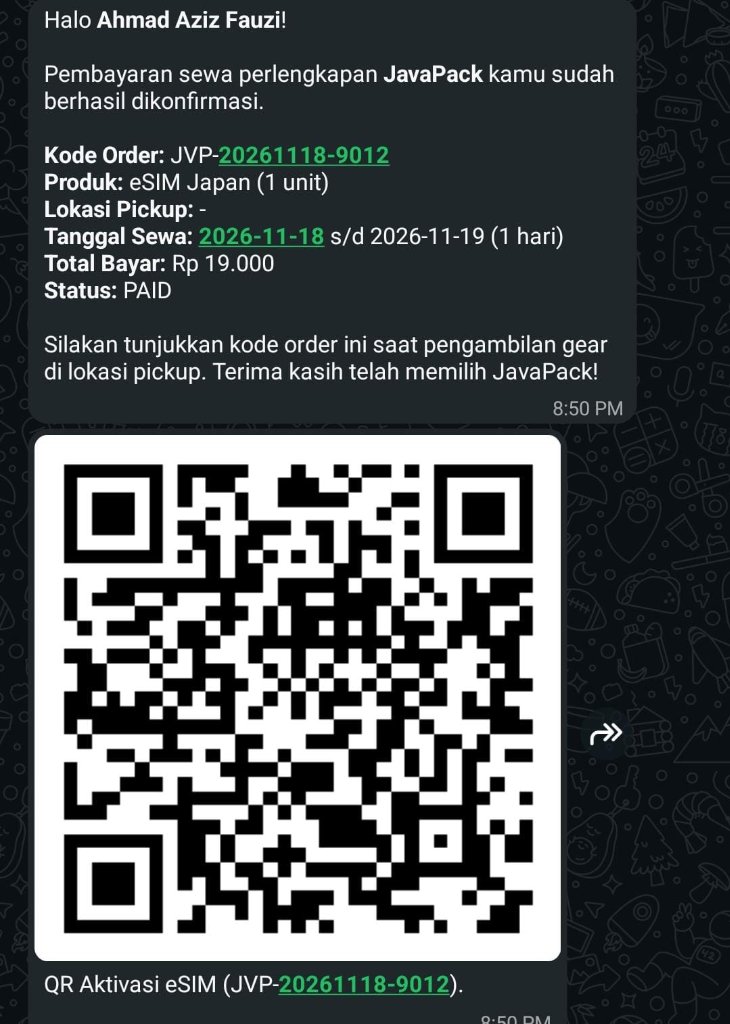 Halo Ahmad Aziz Fauzi!
Pembayaran sewa perlengkapan JavaPack kamu sudah
berhasil dikonfirmasi.
Kode Order: JVP-20261118-9012
Produk: eSIM Japan (1 unit)
Lokasi Pickup: -
Tanggal Sewa: 2026-11-18 s/d 2026-11-19 (1 hari)
Total Bayar: Rp 19.000
Status: PAID
Silakan tunjukkan kode order ini saat pengambilan gear
di lokasi pickup. Terima kasih telah memilih JavaPack!
8:50 PM
QR Aktivasi eSIM (JVP-20261118-9012).
8:50 PM